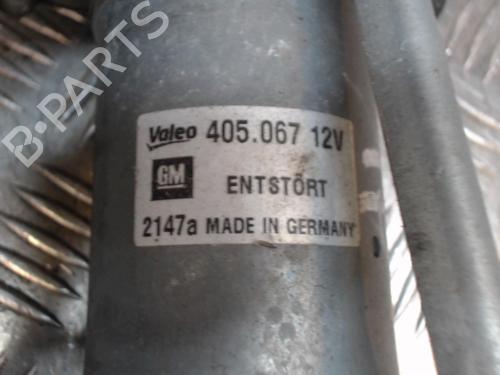 B-PARTS
Valeo 405.067 12V
GM ENTSTÖRT
2147a MADE IN GERMANY